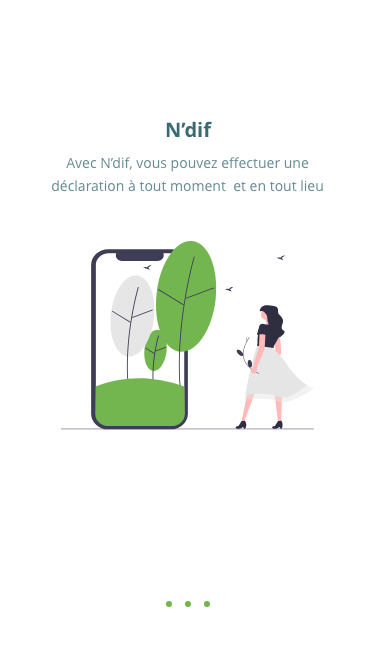 N’dif
Avec N’dif, vous pouvez effectuer une
déclaration à tout moment  et en tout lieu